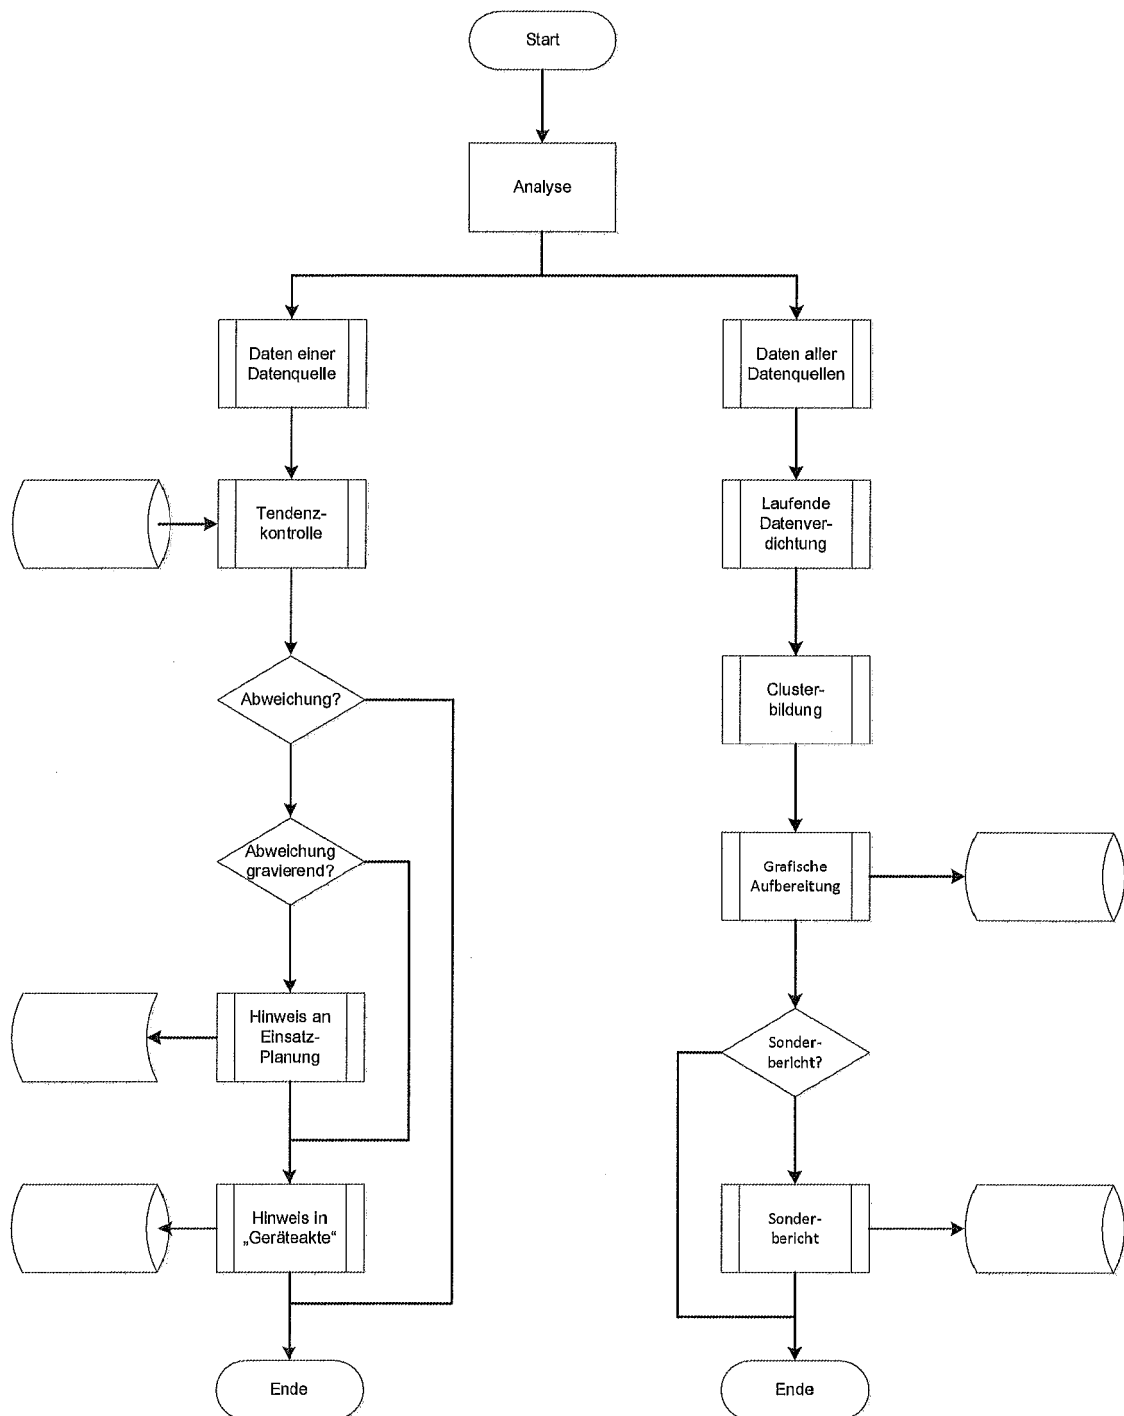 Start
Analyse
Daten einer
Datenquelle
Daten aller
Datenquellen
Tendenz-
kontrolle
Laufende
Datenver-
dichtung
Abweichung?
Cluster-
bildung
Abweichung
gravierend?
Grafische
Aufbereitung
Hinweis an
Einsatz-
Planung
Sonder-
bericht?
Hinweis in
„Geräteakte“
Sonder-
bericht
Ende
Ende